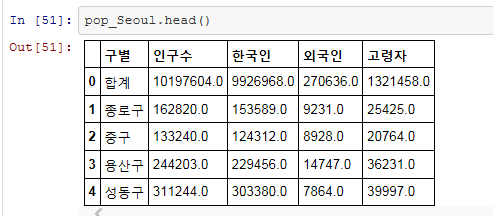 In [51]: pop_Seoul.head()
Out[51]:
구별 인구수 한국인 외국인 고령자
0 합계 10197604.0 9926968.0 270636.0 1321458.0
1 종로구 162820.0 153589.0 9231.0 25425.0
2 중구 133240.0 124312.0 8928.0 20764.0
3 용산구 244203.0 229456.0 14747.0 36231.0
4 성동구 311244.0 303380.0 7864.0 39997.0